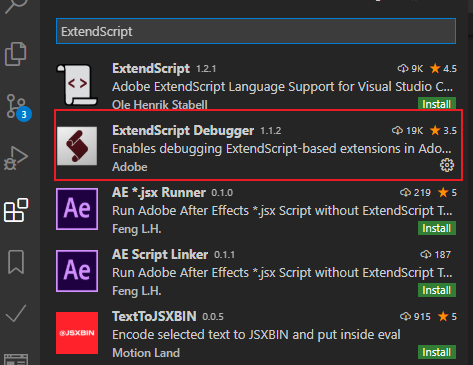 ExtendScript
ExtendScript 1.2.1 9K 4.5
Adobe ExtendScript Language Support for Visual Studio C...
Ole Henrik Stabell Install
ExtendScript Debugger 1.1.2 19K 3.5
Enables debugging ExtendScript-based extensions in Ado...
Adobe
AE *.jsx Runner 0.1.0 219 5
Run Adobe After Effects *.jsx Script without ExtendScript T...
Feng L.H. Install
AE Script Linker 0.1.1 187
Run Adobe After Effects *.jsx Script without ExtendScript T...
Feng L.H. Install
TextToJSXBIN 0.0.5 915 5
Encode selected text to JSXBIN and put inside eval
Motion Land Install
3
Ae
Ae
@JSXBIN